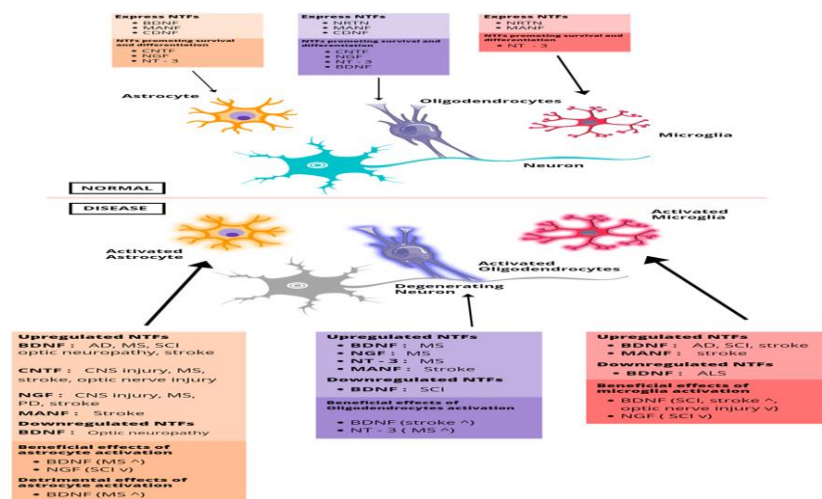 Express NTFs
• BDNF
• MANF
• CDNF
NTFs promoting survival and
differentiation
• CNTF
• NGF
• NT - 3
Express NTFs
• NRTN
• MANF
• CDNF
NTFs promoting survival and
differentiation
• CNTF
• NGF
• NT - 3
• BDNF
Express NTFs
• NRTN
• MANF
NTFs promoting survival and
differentiation
• NT - 3
Astrocyte
Oligodendrocytes
Microglia
Neuron
NORMAL
DISEASE
Activated
Astrocyte
Activated
Oligodendrocytes
Activated
Microglia
Degenerating
Neuron
Upregulated NTFs
BDNF : AD, MS, SCI
optic neuropathy, stroke
CNTF : CNS injury, MS,
stroke, optic nerve injury
NGF : CNS injury, MS,
PD, stroke
MANF : Stroke
Downregulated NTFs
BDNF : Optic neuropathy
Beneficial effects of
astrocyte activation
• BDNF (MS ^)
• NGF (SCI v)
Detrimental effects of
astrocyte activation
• BDNF (MS ^)
Upregulated NTFs
• BDNF : MS
• NGF : MS
• NT - 3 : MS
• MANF : Stroke
Downregulated NTFs
• BDNF : SCI
Beneficial effects of
Oligodendrocytes activation
• BDNF (stroke ^)
• NT - 3 ( MS ^)
Upregulated NTFs
• BDNF : AD, SCI, stroke
• MANF : stroke
Downregulated NTFs
• BDNF : ALS
Beneficial effects of
microglia activation
• BDNF (SCI, stroke ^,
optic nerve injury v)
• NGF ( SCI v)